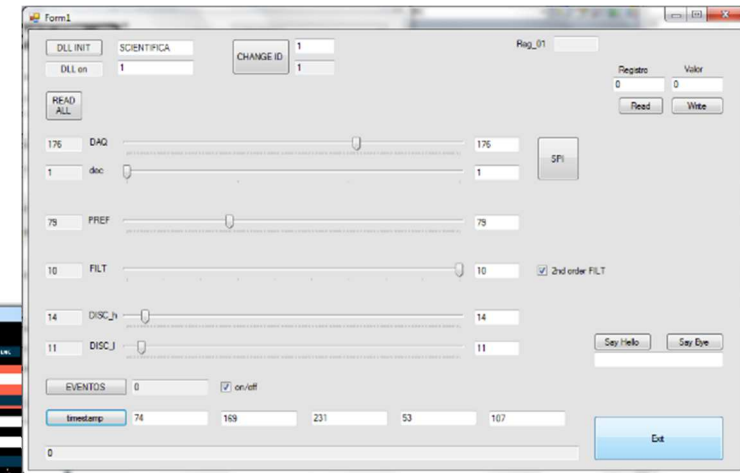 Form1
DLL INIT SCIENTIFICA CHANGE ID 1 Rag_01
DLL on 1 1 Registro Valor
0 0
READ ALL Read Write
176 DAQ 176 SPI
1 dec 1
79 PREF 79
10 FILT 10 2nd order FILT
14 DISC_h 14
11 DISC_l 11 Say Hello Say Bye
EVENTOS 0 on/off
timestamp 74 169 231 53 107 Exit
0